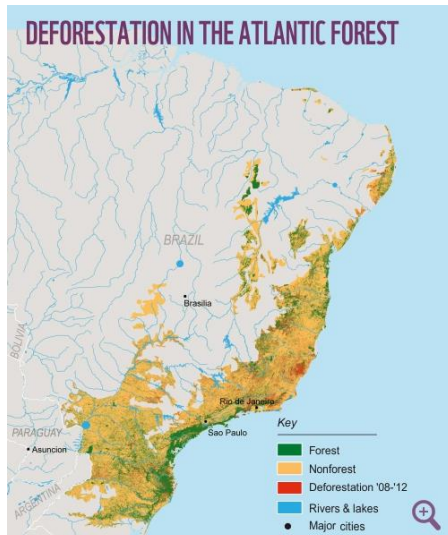 DEFORESTATION IN THE ATLANTIC FOREST
BRAZIL
Brasilia
BOLIVIA
Rio de Janeiro
Sao Paulo
PARAGUAY
Asuncion
ARGENTINA
Key
Forest
Nonforest
Deforestation '08-'12
Rivers & lakes
Major cities